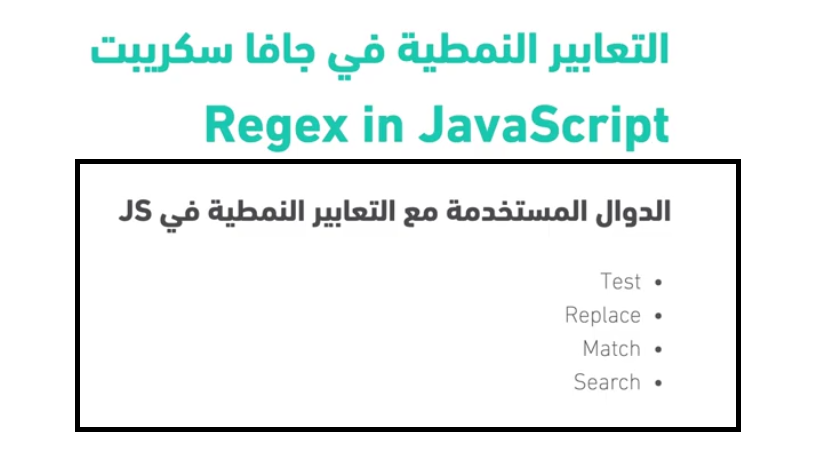 التعابير النمطية في جافا سكريبت
Regex in JavaScript
الدوال المستخدمة مع التعابير النمطية في JS
• Test
• Replace
• Match
• Search